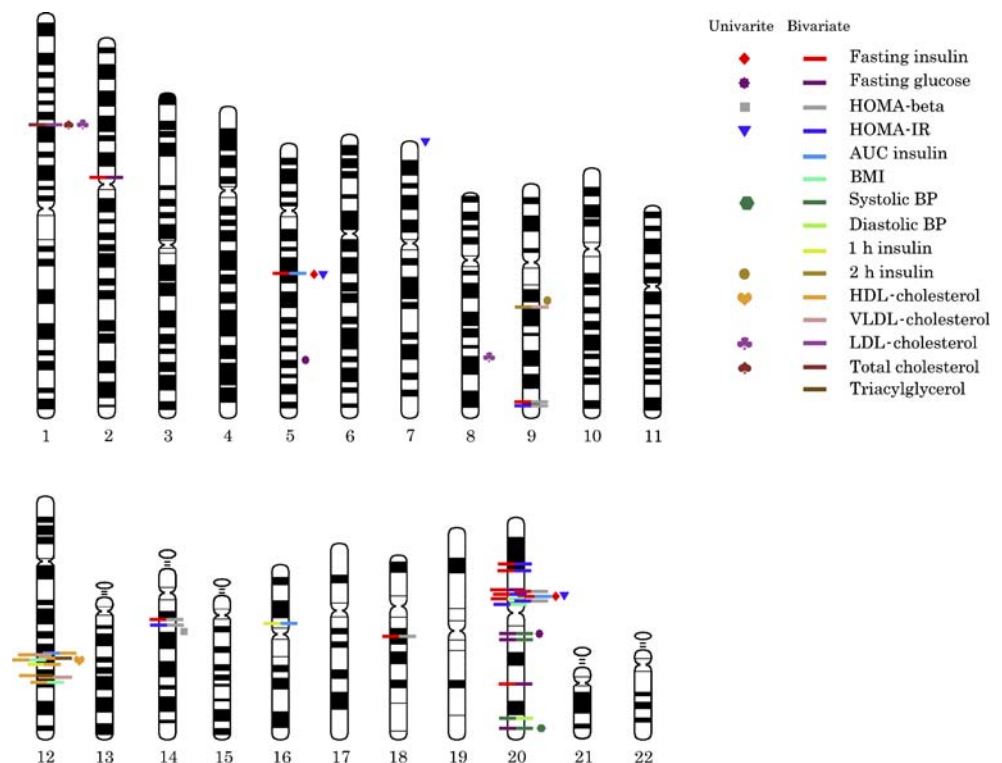 Univarite Bivariate
Fasting insulin
Fasting glucose
HOMA-beta
HOMA-IR
AUC insulin
BMI
Systolic BP
Diastolic BP
1 h insulin
2 h insulin
HDL-cholesterol
VLDL-cholesterol
LDL-cholesterol
Total cholesterol
Triacylglycerol
1 2 3 4 5 6 7 8 9 10 11
12 13 14 15 16 17 18 19 20 21 22